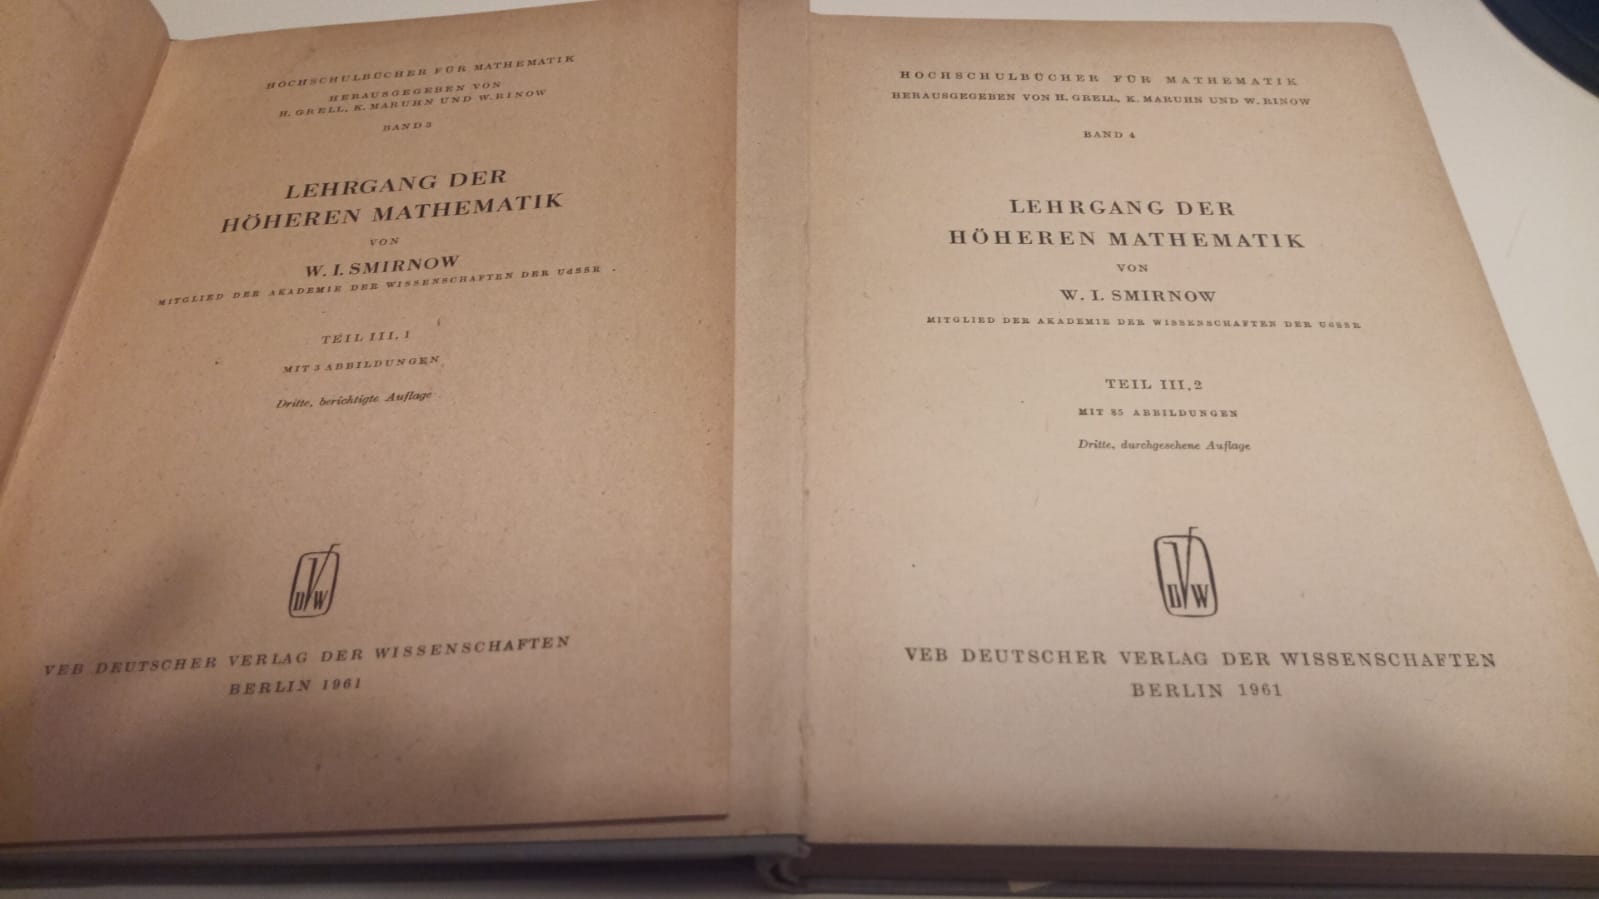 HOCHSCHULBÜCHER FÜR MATHEMATIK
HERAUSGEGEBEN VON
H. GRELL, K. MARUHN UND W. RINOW
BAND 3
LEHRGANG DER
HÖHEREN MATHEMATIK
VON
W. I. SMIRNOW
MITGLIED DER AKADEMIE DER WISSENSCHAFTEN DER UdSSR
TEIL III, 1
MIT 3 ABBILDUNGEN
Dritte, berichtigte Auflage
DVW
VEB DEUTSCHER VERLAG DER WISSENSCHAFTEN
BERLIN 1961
HOCHSCHULBÜCHER FÜR MATHEMATIK
HERAUSGEGEBEN VON H. GRELL, K. MARUHN UND W. RINOW
BAND 4
LEHRGANG DER
HÖHEREN MATHEMATIK
VON
W. I. SMIRNOW
MITGLIED DER AKADEMIE DER WISSENSCHAFTEN DER UdSSR
TEIL III, 2
MIT 85 ABBILDUNGEN
Dritte, durchgesehene Auflage
DVW
VEB DEUTSCHER VERLAG DER WISSENSCHAFTEN
BERLIN 1961